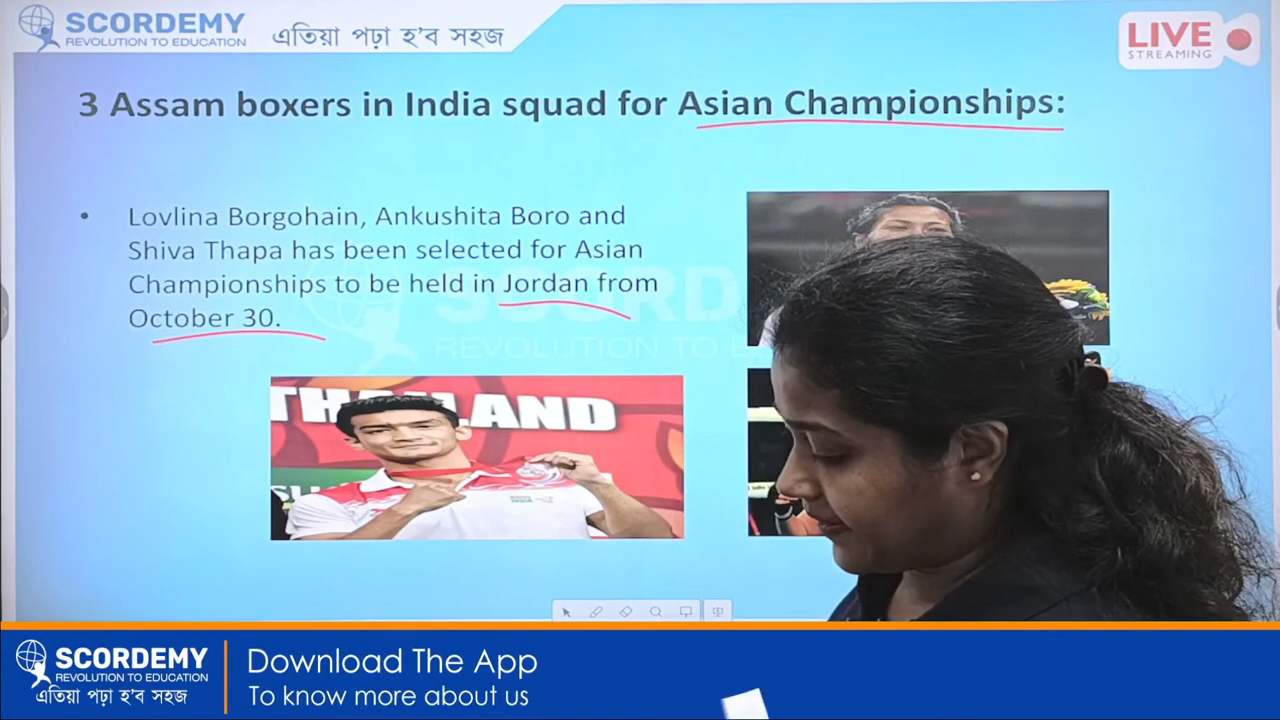 SCORDEMY
REVOLUTION TO EDUCATION
এতিয়া পঢ়া হ'ব সহজ
LIVE
STREAMING
3 Assam boxers in India squad for Asian Championships:
• Lovlina Borgohain, Ankushita Boro and
Shiva Thapa has been selected for Asian
Championships to be held in Jordan from
October 30.
REVOLUTION TO E
THAILAND
INDIA
SCORDEMY
REVOLUTION TO EDUCATION
এতিয়া পঢ়া হ'ব সহজ
Download The App
To know more about us